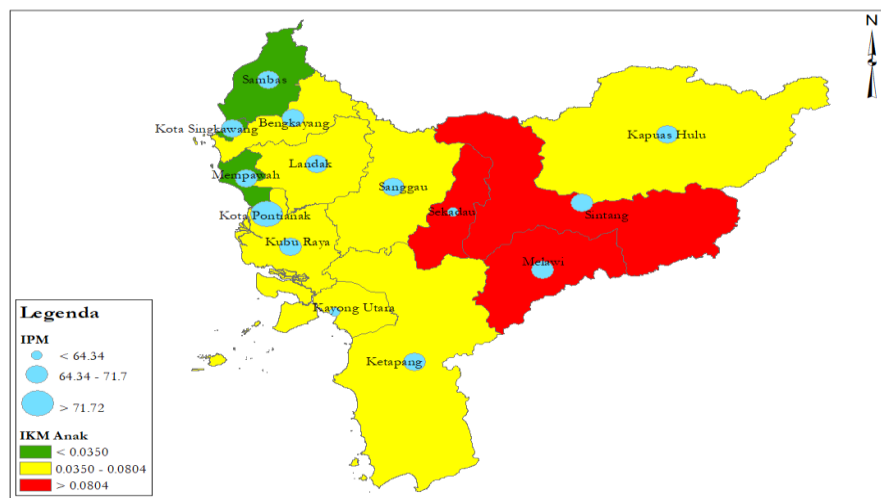 N
Sambas
Bengkayang
Kota Singkawang
Kapuas Hulu
Landak
Mempawah
Sanggau
Sekadau
Kota Pontianak
Sintang
Kubu Raya
Melawi
Kayong Utara
Ketapang
Legenda
IPM
< 64.34
64.34 - 71.7
> 71.72
IKM Anak
< 0.0350
0.0350 - 0.0804
> 0.0804